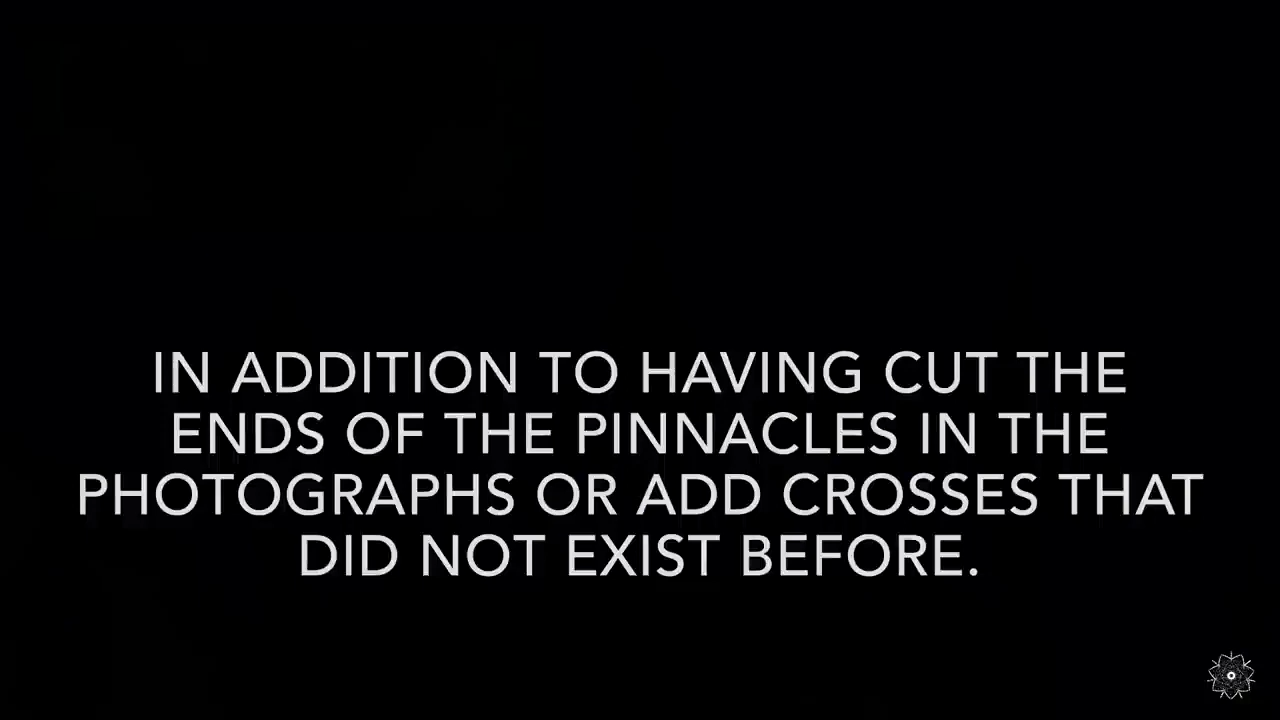 IN ADDITION TO HAVING CUT THE
ENDS OF THE PINNACLES IN THE
PHOTOGRAPHS OR ADD CROSSES THAT
DID NOT EXIST BEFORE.